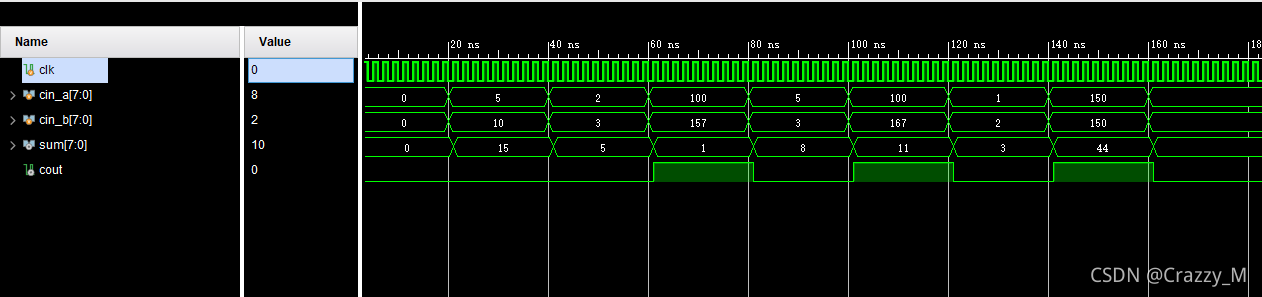 Name Value
20 ns 40 ns 60 ns 80 ns 100 ns 120 ns 140 ns 160 ns 18
clk 0
cin_a[7:0] 8 0 5 2 100 5 100 1 150
cin_b[7:0] 2 0 10 3 157 3 167 2 150
sum[7:0] 10 0 15 5 1 8 11 3 44
cout 0
CSDN @Crazzy_M